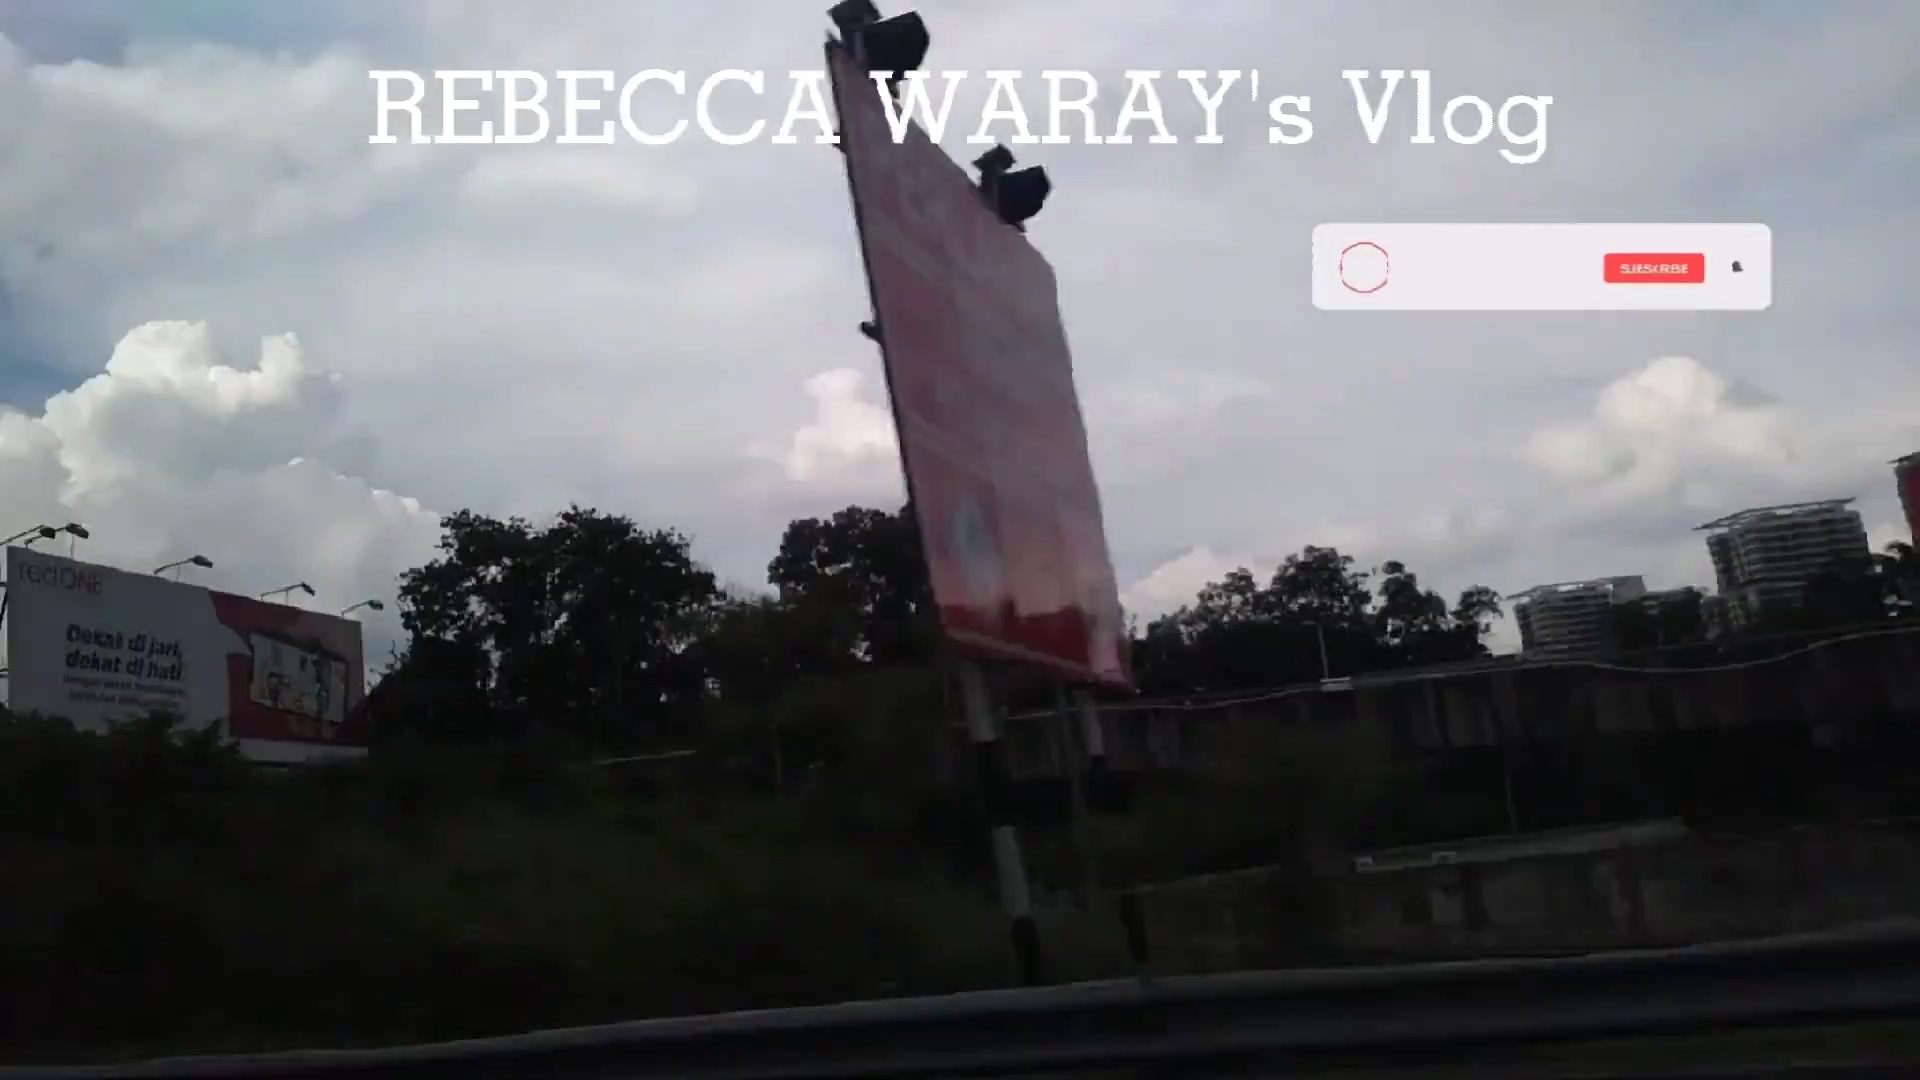 REBECCA WARAY's Vlog
SUBSCRIBE
redONE
Dekat di jari,
dekat di hati